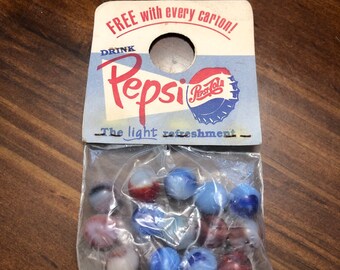 FREE with every carton!
DRINK
Pepsi
Pepsi-Cola
The light refreshment